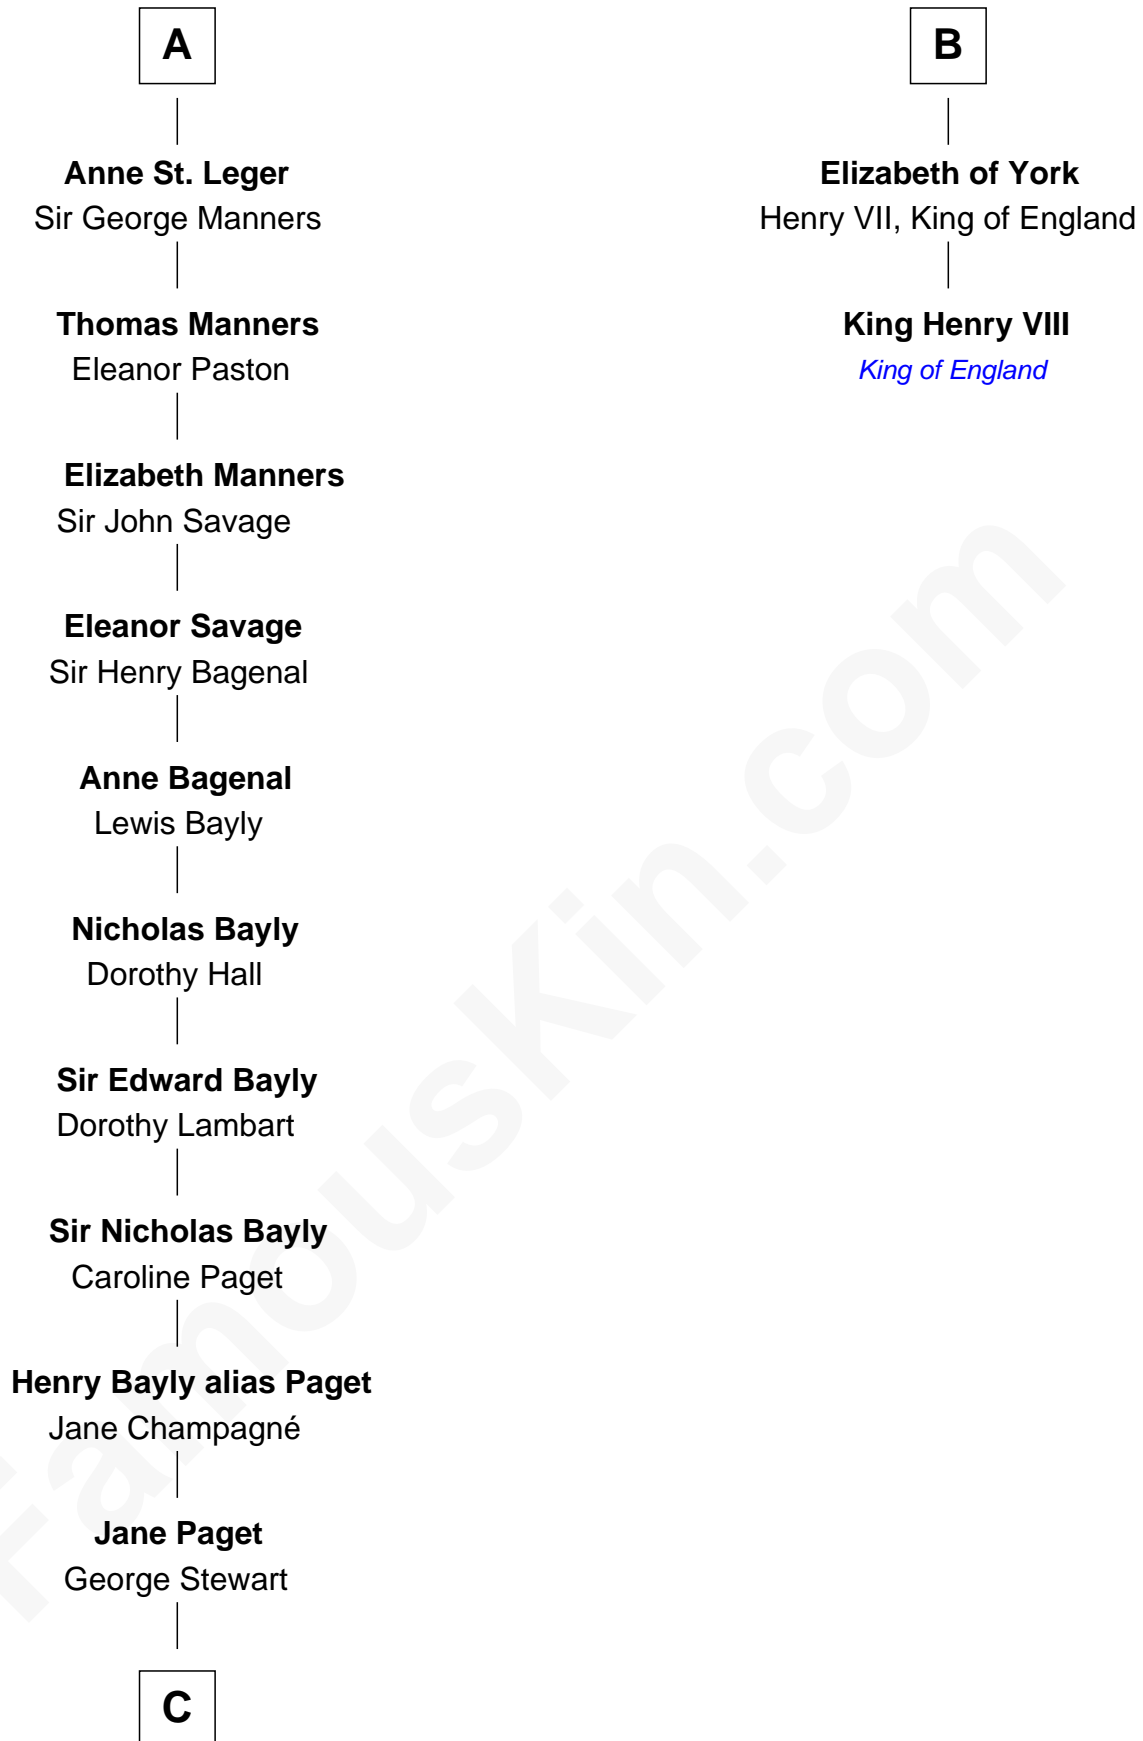 A
Anne St. Leger
Sir George Manners
Thomas Manners
Eleanor Paston
Elizabeth Manners
Sir John Savage
Eleanor Savage
Sir Henry Bagenal
Anne Bagenal
Lewis Bayly
Nicholas Bayly
Dorothy Hall
Sir Edward Bayly
Dorothy Lambart
Sir Nicholas Bayly
Caroline Paget
Henry Bayly alias Paget
Jane Champagné
Jane Paget
George Stewart
C
B
Elizabeth of York
Henry VII, King of England
King Henry VIII
King of England
FamousKin.com